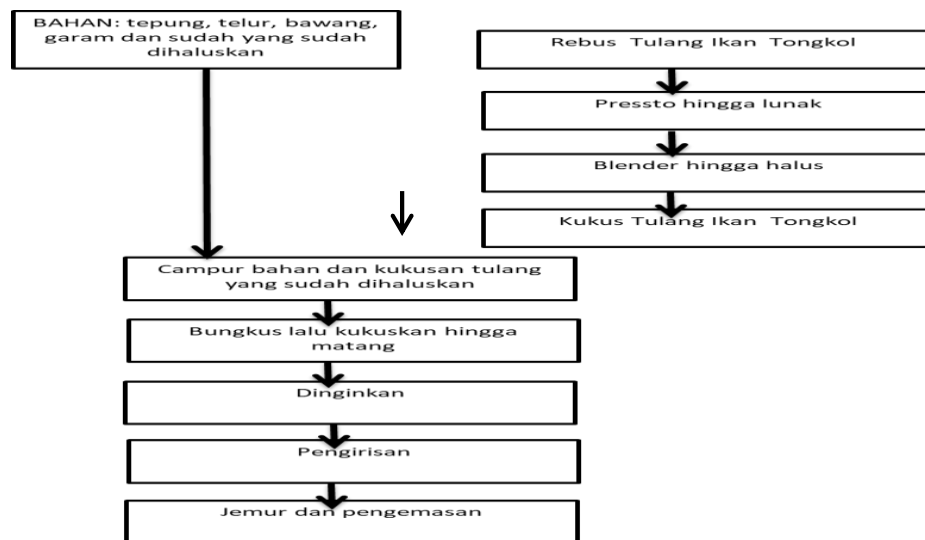 BAHAN: tepung, telur, bawang,
garam dan sudah yang sudah
dihaluskan
Rebus Tulang Ikan Tongkol
Pressto hingga lunak
Blender hingga halus
Kukus Tulang Ikan Tongkol
Campur bahan dan kukusan tulang
yang sudah dihaluskan
Bungkus lalu kukuskan hingga
matang
Dinginkan
Pengirisan
Jemur dan pengemasan